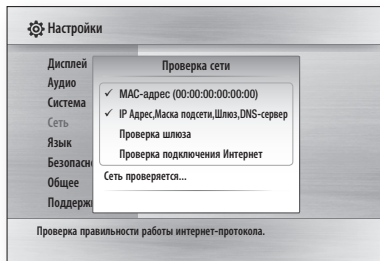 Настройки
Дисплей
Аудио
Система
Сеть
Язык
Безопасн
Общее
Поддерж
Проверка сети
✓ MAC-адрес (00:00:00:00:00:00)
✓ IP Адрес,Маска подсети,Шлюз,DNS-сервер
Проверка шлюза
Проверка подключения Интернет
Сеть проверяется...
Проверка правильности работы интернет-протокола.